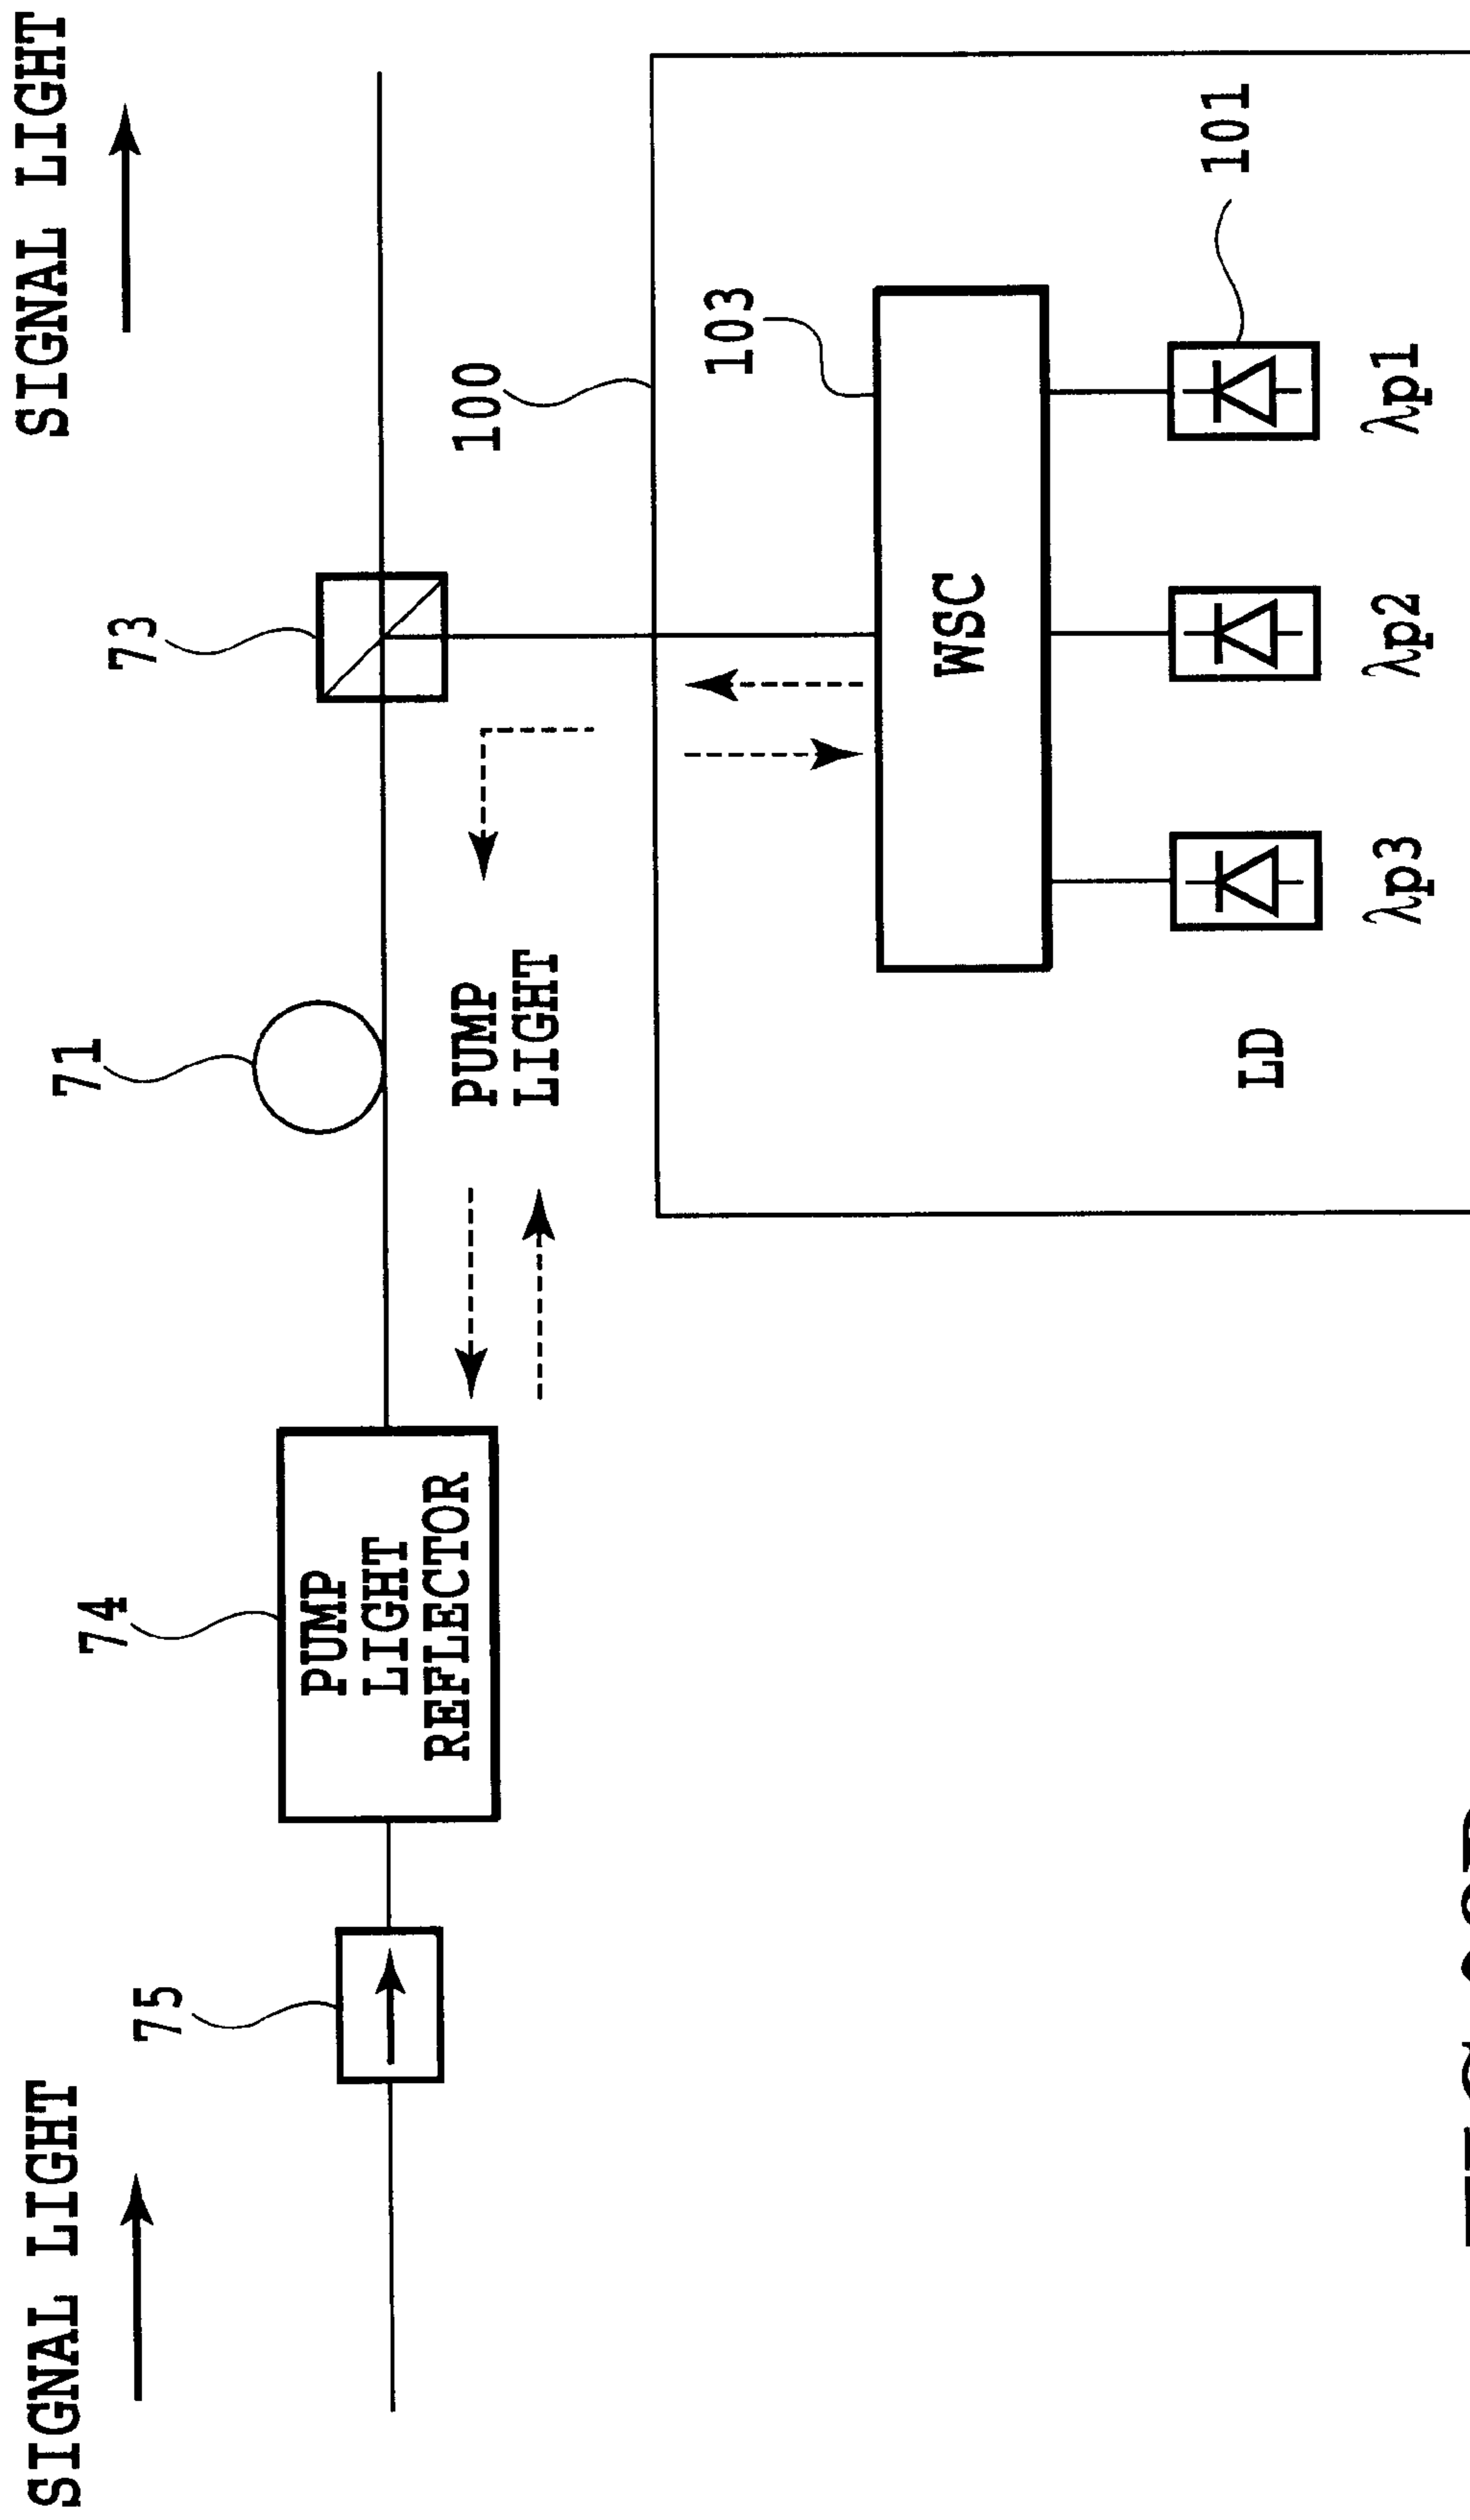 SIGNAL LIGHT
SIGNAL LIGHT
75
74
71
73
PUMP
LIGHT
REFLECTOR
PUMP
LIGHT
100
103
WSC
101
LD
λp3
λp2
λp1